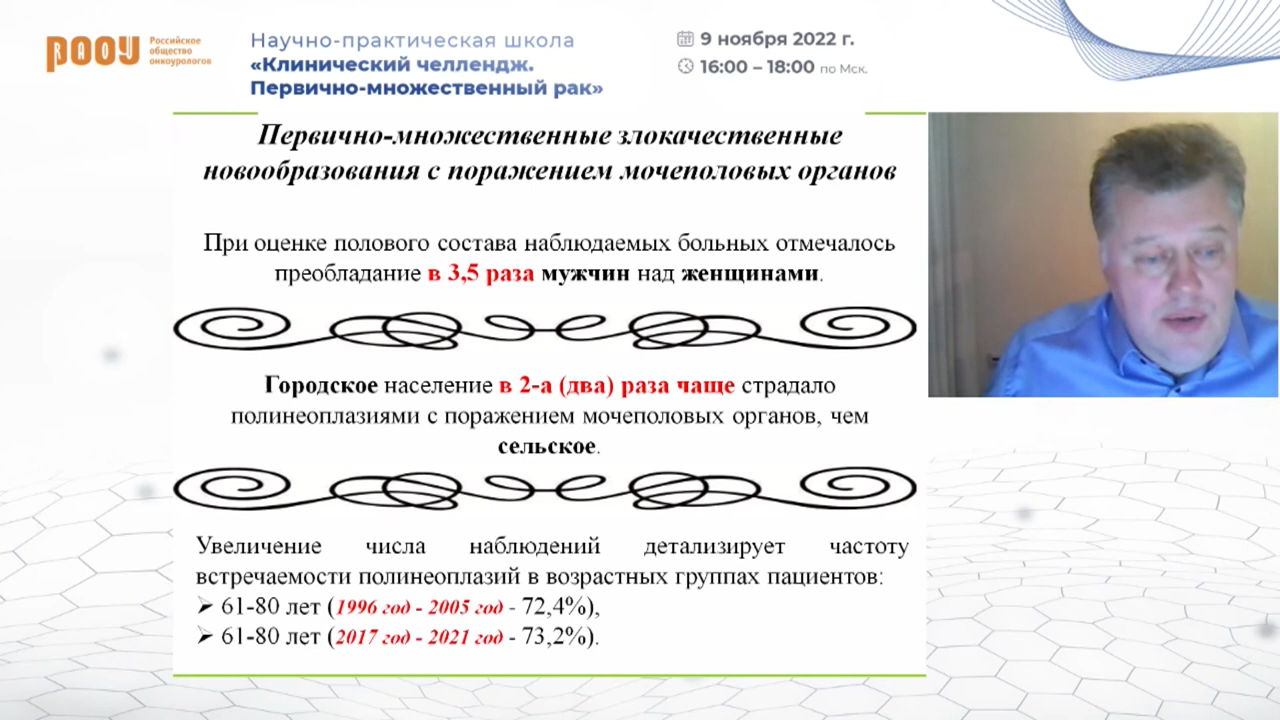 РАОУ
Российское
общество
онкоурологов
Научно-практическая школа
«Клинический челлендж.
Первично-множественный рак»
9 ноября 2022 г.
16:00 – 18:00 по Мск.
Первично-множественные злокачественные
новообразования с поражением мочеполовых органов
При оценке полового состава наблюдаемых больных отмечалось
преобладание в 3,5 раза мужчин над женщинами.
Городское население в 2-а (два) раза чаще страдало
полинеоплазиями с поражением мочеполовых органов, чем
сельское.
Увеличение числа наблюдений детализирует частоту
встречаемости полинеоплазий в возрастных группах пациентов:
➢ 61-80 лет (1996 год - 2005 год - 72,4%),
➢ 61-80 лет (2017 год - 2021 год - 73,2%).